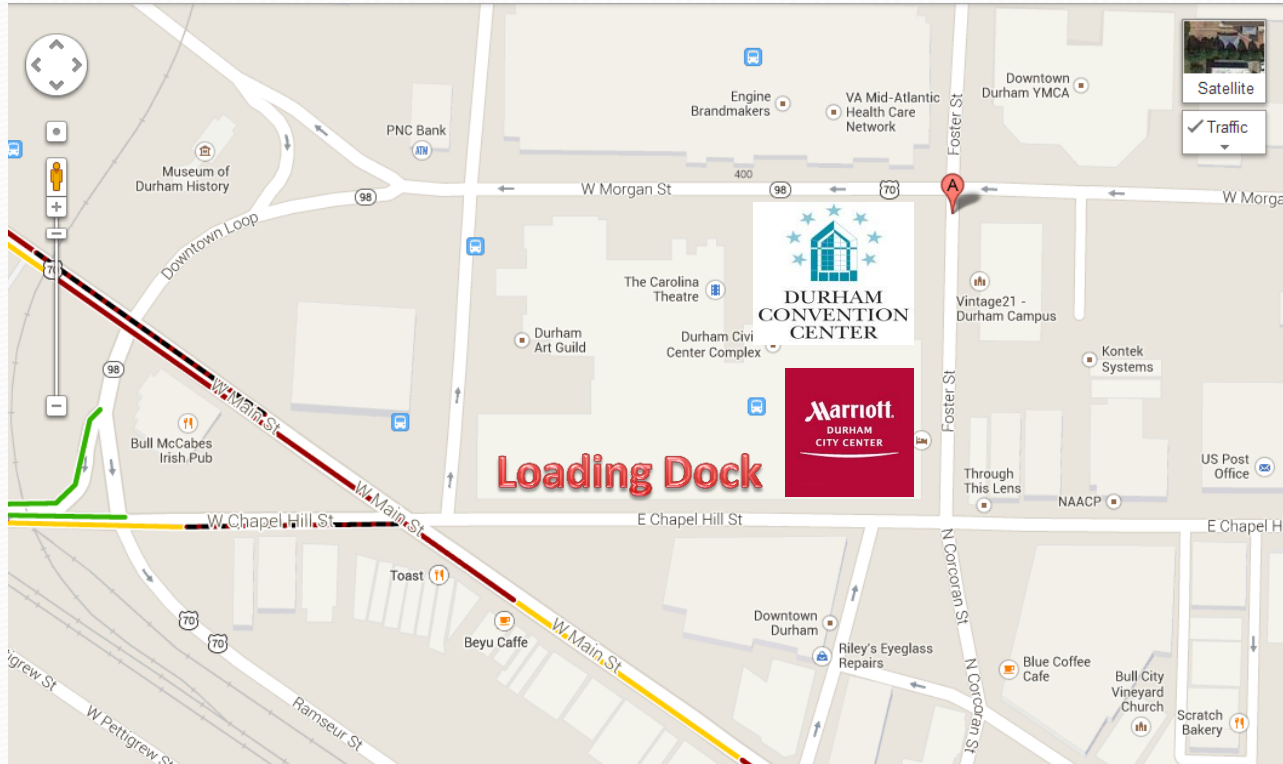 Satellite
Traffic
Downtown
Durham YMCA
Engine
Brandmakers
VA Mid-Atlantic
Health Care
Network
Foster St
PNC Bank
ATM
Museum of
Durham History
400
W Morgan St
98
70
A
W Morga
98
Downtown Loop
70
The Carolina
Theatre
DURHAM
CONVENTION
CENTER
Vintage21 -
Durham Campus
Durham
Art Guild
Durham Civi
Center Complex
Kontek
Systems
98
W Main St
Foster St
Marriott
DURHAM
CITY CENTER
Bull McCabes
Irish Pub
Loading Dock
Through
This Lens
US Post
Office
NAACP
W Main St
W Chapel Hill St
E Chapel Hill St
E Chapel H
N Corcoran St
Toast
Beyu Caffe
70
70
W Main St
Downtown
Durham
Riley's Eyeglass
Repairs
Blue Coffee
Cafe
N Corcoran St
Bull City
Vineyard
Church
Scratch
Bakery
tigrew St
W Pettigrew St
Ramseur St